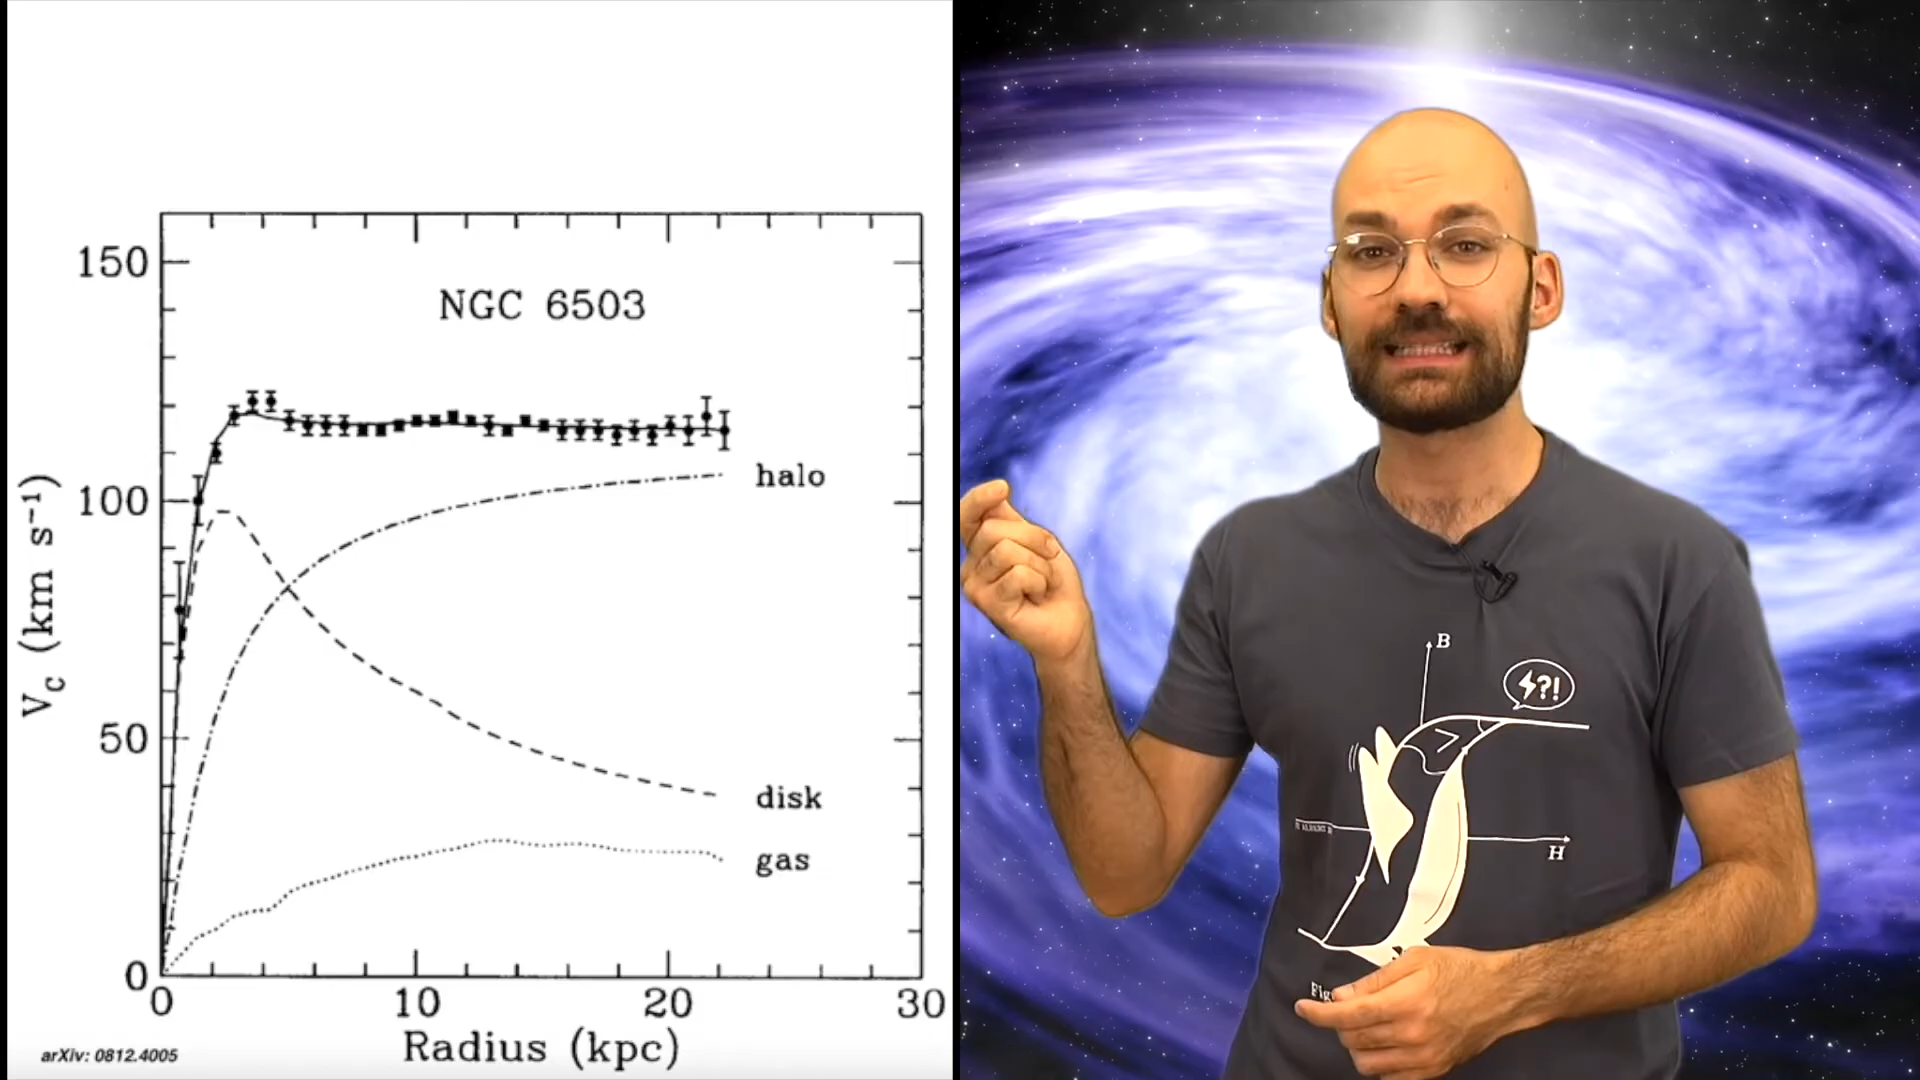 150
NGC 6503
100
halo
V_C (km s⁻¹)
50
disk
gas
0
0
10
20
30
Radius (kpc)
arXiv: 0812.4005
B
⚡?!
H